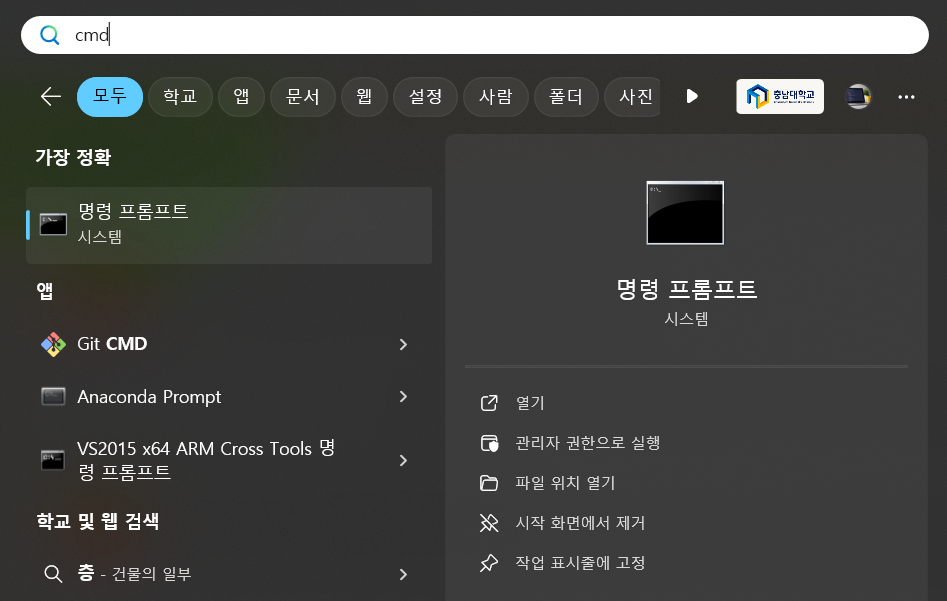 cmd
모두 학교 앱 문서 웹 설정 사람 폴더 사진
충남대학교
가장 정확
명령 프롬프트
시스템
앱
Git CMD
Anaconda Prompt
VS2015 x64 ARM Cross Tools 명
령 프롬프트
학교 및 웹 검색
층 - 건물의 일부
명령 프롬프트
시스템
열기
관리자 권한으로 실행
파일 위치 열기
시작 화면에서 제거
작업 표시줄에 고정